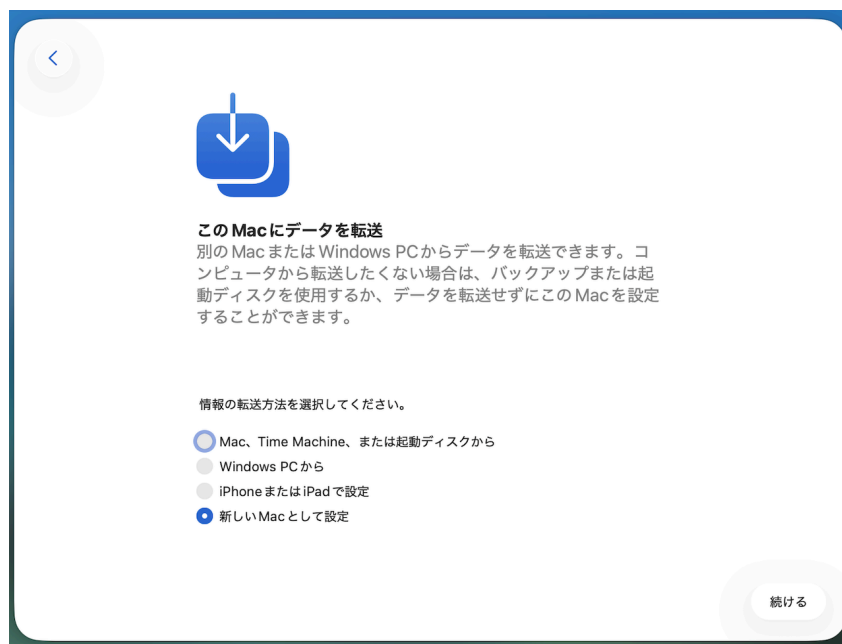 このMacにデータを転送
別のMacまたはWindows PCからデータを転送できます。コ
ンピュータから転送したくない場合は、バックアップまたは起
動ディスクを使用するか、データを転送せずにこのMacを設定
することができます。
情報の転送方法を選択してください。
Mac、Time Machine、または起動ディスクから
Windows PCから
iPhoneまたはiPadで設定
新しいMacとして設定
続ける